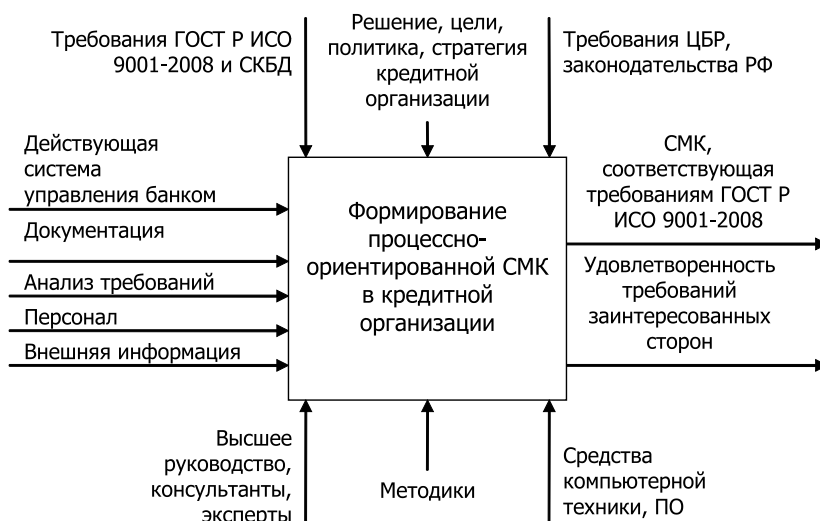 Требования ГОСТ Р ИСО
9001-2008 и СКБД
Решение, цели,
политика, стратегия
кредитной
организации
Требования ЦБР,
законодательства РФ
Действующая
система
управления банком
Документация
Анализ требований
Персонал
Внешняя информация
Формирование
процессно-
ориентированной СМК
в кредитной
организации
СМК,
соответствующая
требованиям ГОСТ Р
ИСО 9001-2008
Удовлетворенность
требований
заинтересованных
сторон
Высшее
руководство,
консультанты,
эксперты
Методики
Средства
компьютерной
техники, ПО